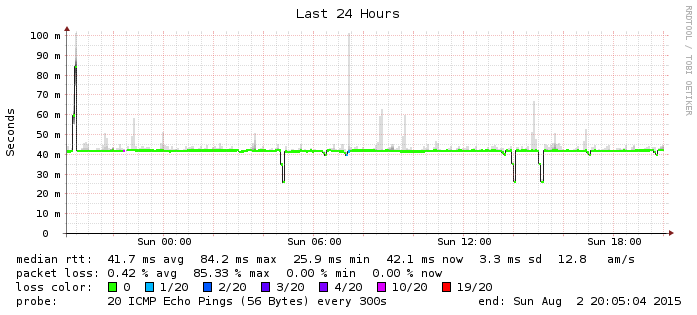 Last 24 Hours
RRDTOOL / TOBI OETIKER
Seconds
100 m
90 m
80 m
70 m
60 m
50 m
40 m
30 m
20 m
10 m
0
Sun 00:00 Sun 06:00 Sun 12:00 Sun 18:00
median rtt: 41.7 ms avg 84.2 ms max 25.9 ms min 42.1 ms now 3.3 ms sd 12.8 am/s
packet loss: 0.42 % avg 85.33 % max 0.00 % min 0.00 % now
loss color: 0 1/20 2/20 3/20 4/20 10/20 19/20
probe: 20 ICMP Echo Pings (56 Bytes) every 300s end: Sun Aug 2 20:05:04 2015